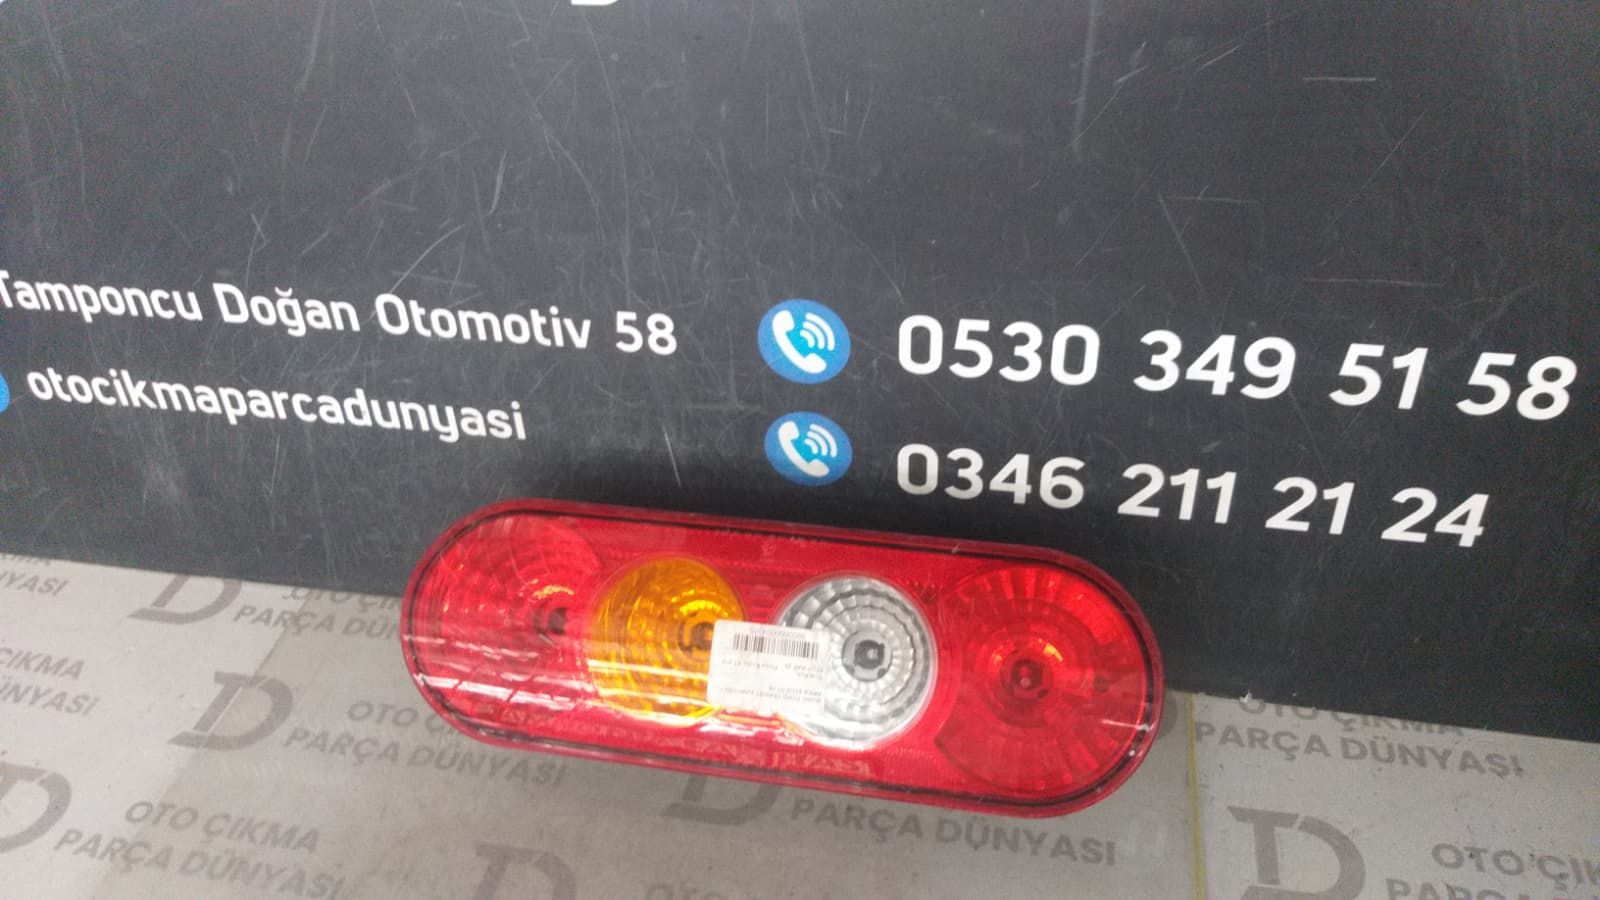 Tamponcu Doğan Otomotiv 58
otocikmaparcadunyasi
0530 349 51 58
0346 211 21 24
OTO ÇIKMA
PARÇA DÜNYASI